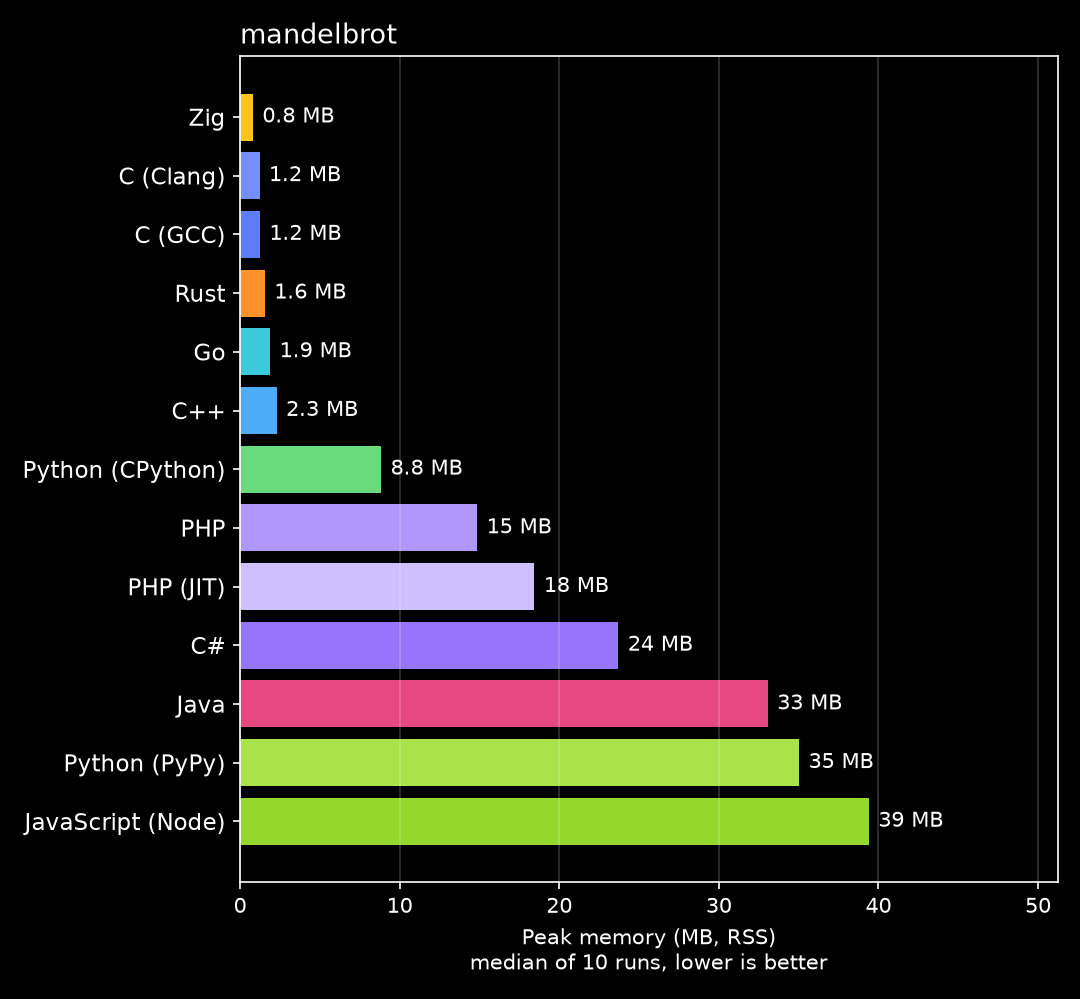 mandelbrot
Zig 0.8 MB
C (Clang) 1.2 MB
C (GCC) 1.2 MB
Rust 1.6 MB
Go 1.9 MB
C++ 2.3 MB
Python (CPython) 8.8 MB
PHP 15 MB
PHP (JIT) 18 MB
C# 24 MB
Java 33 MB
Python (PyPy) 35 MB
JavaScript (Node) 39 MB
0 10 20 30 40 50
Peak memory (MB, RSS)
median of 10 runs, lower is better